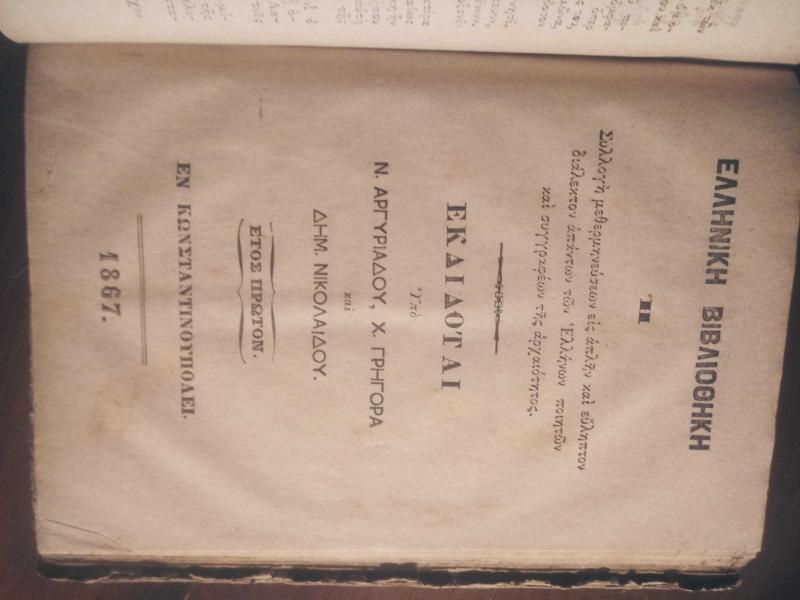 ΕΛΛΗΝΙΚΗ ΒΙΒΛΙΟΘΗΚΗ
Ἢ
Συλλογὴ μεθερμηνεύσεων εἰς ἁπλῆν καὶ εὔληπτον
διάλεκτον ἁπάντων τῶν Ἑλλήνων ποιητῶν
καὶ συγγραφέων τῆς ἀρχαιότητος.
ΕΚΔΙΔΟΤΑΙ
Ὑπὸ
Ν. ΑΡΓΥΡΙΑΔΟΥ, Χ. ΓΡΗΓΟΡΑ
καὶ
ΔΗΜ. ΝΙΚΟΛΑΙΔΟΥ.
ΕΤΟΣ ΠΡΩΤΟΝ.
ΕΝ ΚΩΝΣΤΑΝΤΙΝΟΥΠΟΛΕΙ.
1867.